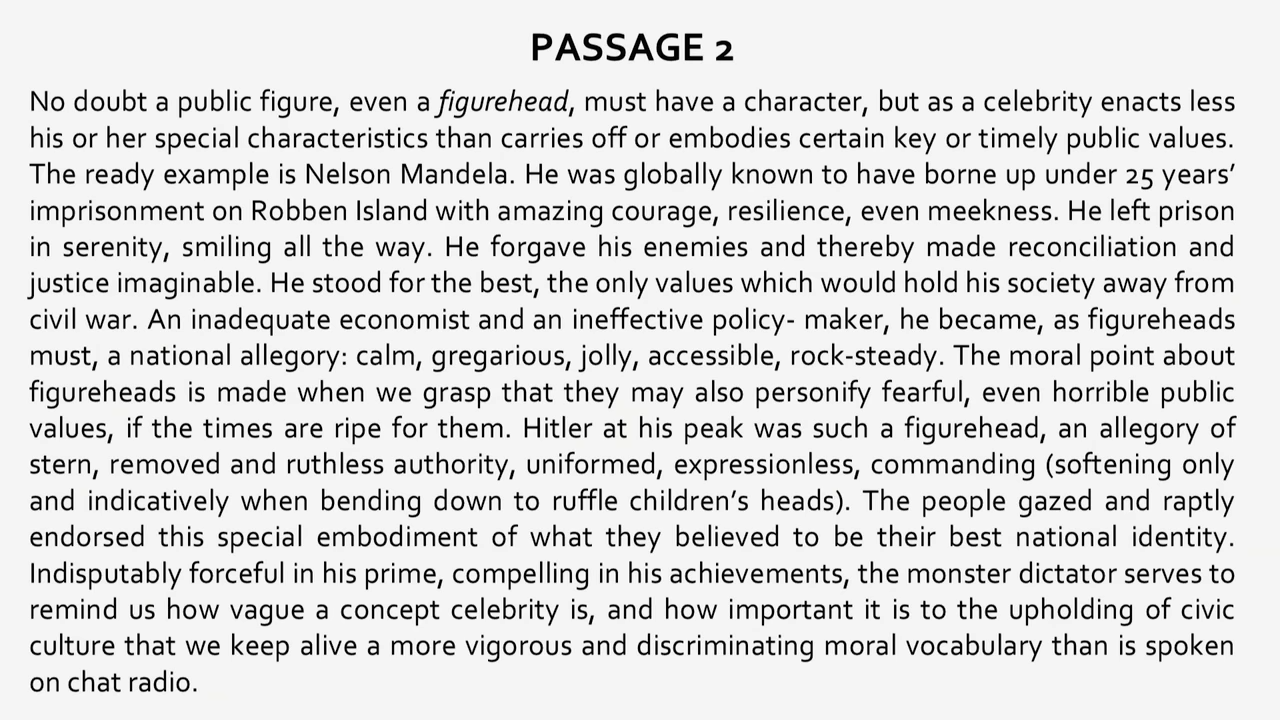 PASSAGE 2
No doubt a public figure, even a figurehead, must have a character, but as a celebrity enacts less
his or her special characteristics than carries off or embodies certain key or timely public values.
The ready example is Nelson Mandela. He was globally known to have borne up under 25 years’
imprisonment on Robben Island with amazing courage, resilience, even meekness. He left prison
in serenity, smiling all the way. He forgave his enemies and thereby made reconciliation and
justice imaginable. He stood for the best, the only values which would hold his society away from
civil war. An inadequate economist and an ineffective policy- maker, he became, as figureheads
must, a national allegory: calm, gregarious, jolly, accessible, rock-steady. The moral point about
figureheads is made when we grasp that they may also personify fearful, even horrible public
values, if the times are ripe for them. Hitler at his peak was such a figurehead, an allegory of
stern, removed and ruthless authority, uniformed, expressionless, commanding (softening only
and indicatively when bending down to ruffle children’s heads). The people gazed and raptly
endorsed this special embodiment of what they believed to be their best national identity.
Indisputably forceful in his prime, compelling in his achievements, the monster dictator serves to
remind us how vague a concept celebrity is, and how important it is to the upholding of civic
culture that we keep alive a more vigorous and discriminating moral vocabulary than is spoken
on chat radio.